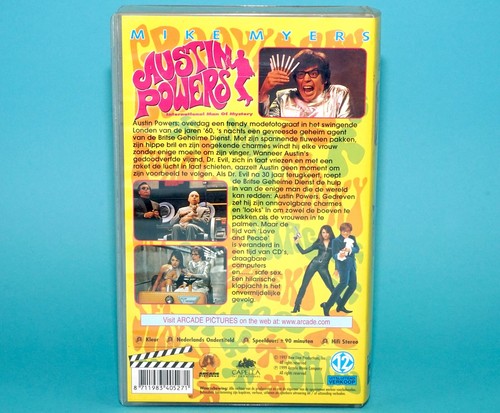 MIKE MYERS
AUSTIN
POWERS
International Man Of Mystery
Austin Powers: overdag een trendy modefotograaf in het swingende
Londen van de jaren '60, 's nachts een gevreesde geheim agent
van de Britse Geheime Dienst. Met zijn spannende fluwelen pakken,
zijn hippe bril en zijn ongekende charmes windt hij elke vrouw
zonder enige moeite om zijn vinger. Wanneer Austin's
gedoodverfde vijand, Dr. Evil, zich in laat vriezen en met een
raket de lucht in laat schieten, aarzelt Austin geen moment om
zijn voorbeeld te volgen. Als Dr. Evil na 30 jaar terugkeert, roept
de Britse Geheime Dienst de hulp
in van de enige man die de wereld
kan redden: Austin Powers. Gedreven
zet hij zijn onnavolgbare charmes
en 'looks' in om zowel de boeven te
pakken als de vrouwen in te
palmen. Maar de
tijd van 'Love
and Peace'
is veranderd in
een tijd van CD's,
draagbare
computers
en...... safe sex.
Een hilarische
klopjacht is het
onvermijdelijke
gevolg.
Visit ARCADE PICTURES on the web at: www.arcade.com
Kleur
Nederlands Ondertiteld
Speelduur: ± 90 minuten
Hifi Stereo
8 711983 405271
ARCADE
CAPELLA
12
VERKOOP